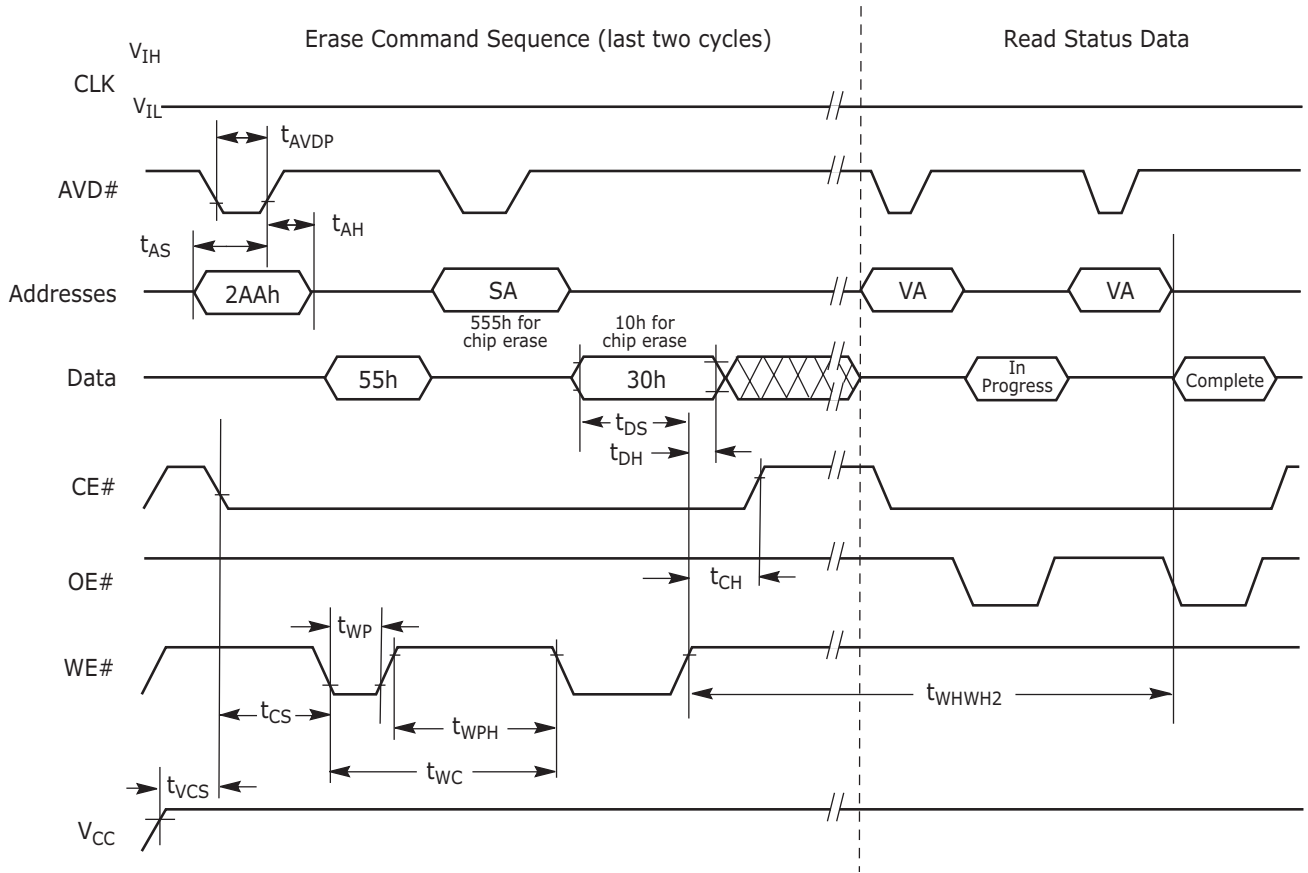 Erase Command Sequence (last two cycles)
Read Status Data
VIH
CLK
VIL
tAVDP
AVD#
tAH
tAS
Addresses
2AAh
SA
VA
VA
555h for
chip erase
10h for
chip erase
Data
55h
30h
In
Progress
Complete
tDS
tDH
CE#
OE#
tCH
tWP
WE#
tWHWH2
tCS
tWPH
tWC
tVCS
VCC